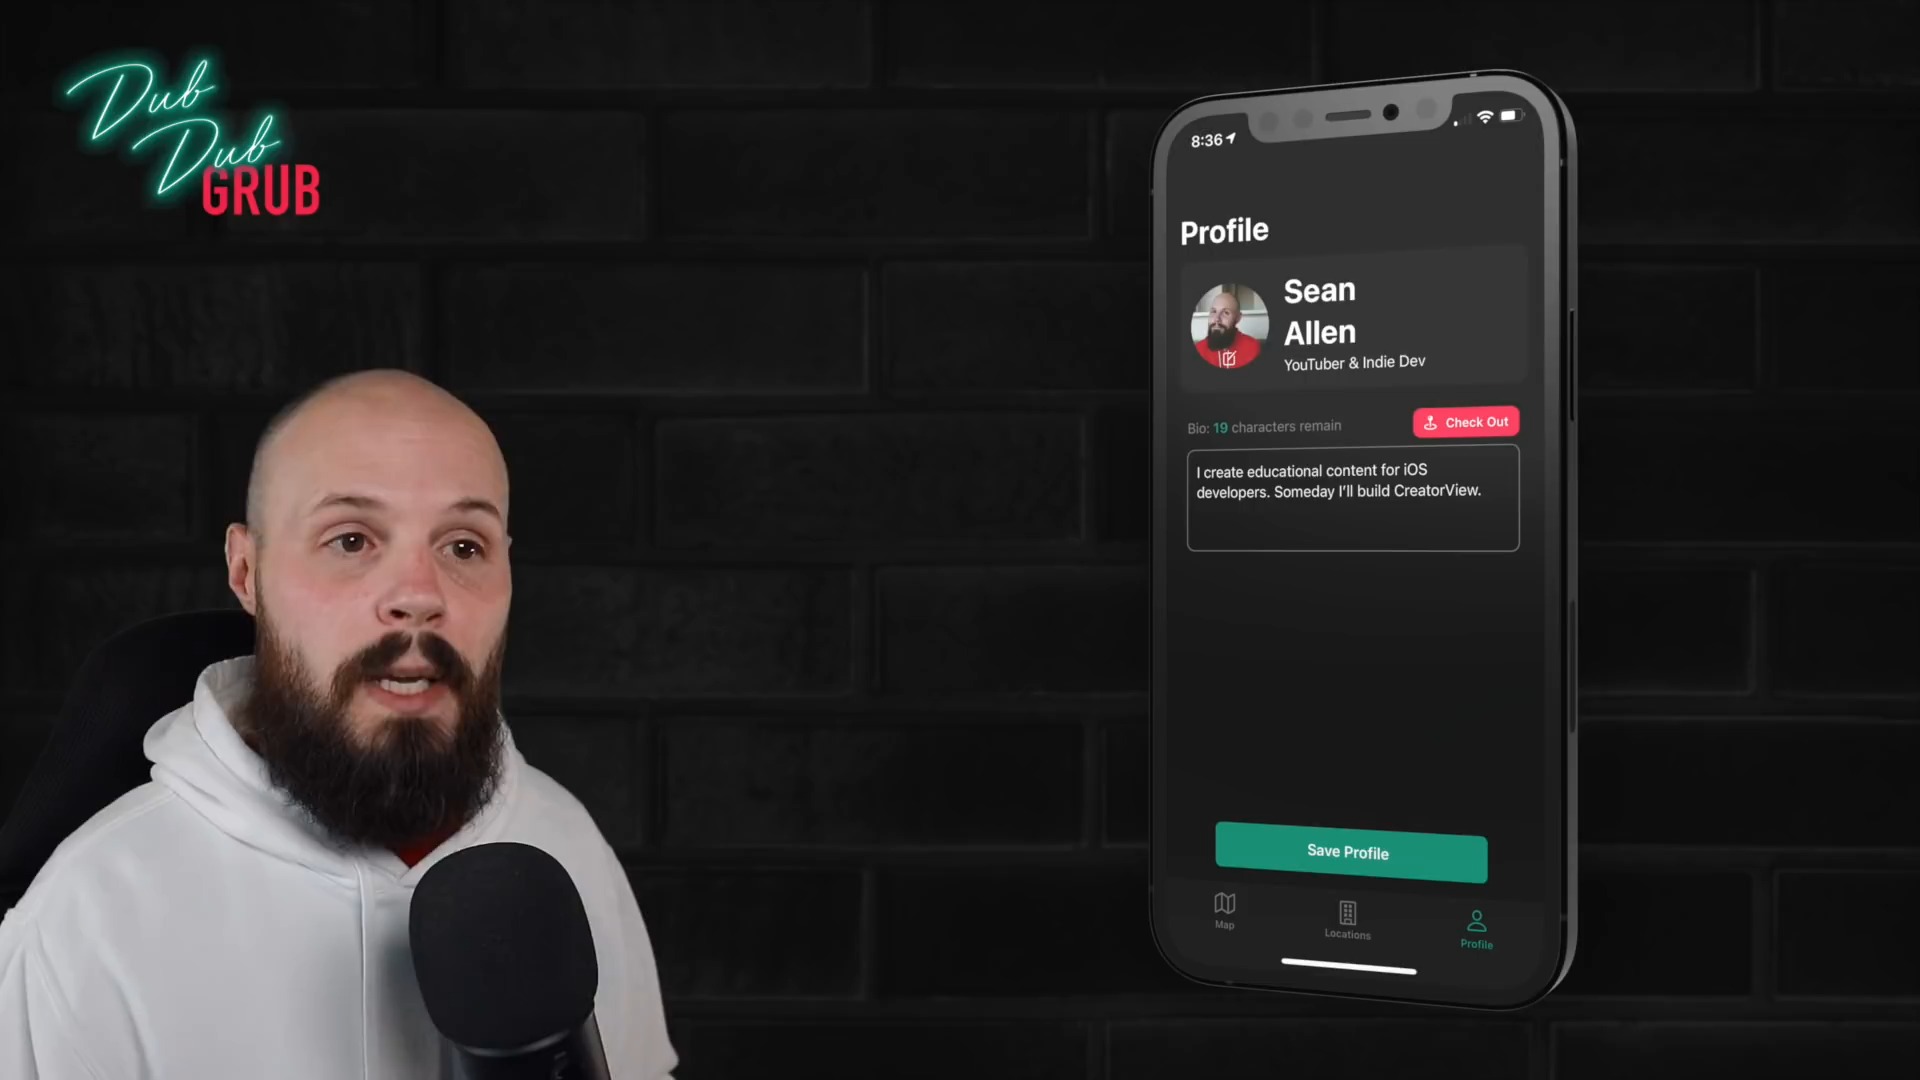 Dub
Dub
GRUB
8:36
Profile
Sean
Allen
YouTuber & Indie Dev
Bio: 19 characters remain
Check Out
I create educational content for iOS
developers. Someday I'll build CreatorView.
Save Profile
Map
Locations
Profile